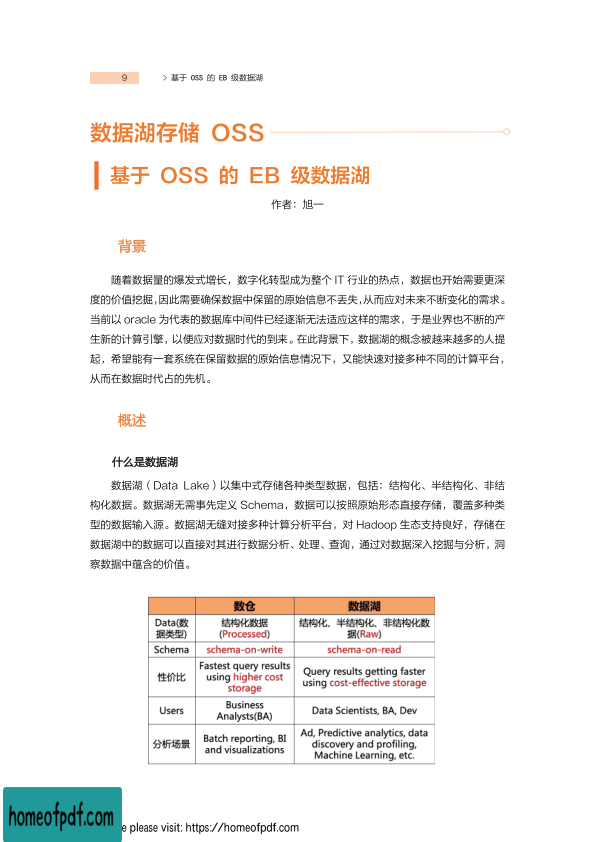 9 > 基于 OSS 的 EB 级数据湖
数据湖存储 OSS
基于 OSS 的 EB 级数据湖
作者：旭一
背景
随着数据量的爆发式增长，数字化转型成为整个 IT 行业的热点，数据也开始需要更深
度的价值挖掘,因此需要确保数据中保留的原始信息不丢失,从而应对未来不断变化的需求。
当前以 oracle 为代表的数据库中间件已经逐渐无法适应这样的需求，于是业界也不断的产
生新的计算引擎，以便应对数据时代的到来。在此背景下，数据湖的概念被越来越多的人提
起，希望能有一套系统在保留数据的原始信息情况下，又能快速对接多种不同的计算平台，
从而在数据时代占的先机。
概述
什么是数据湖
数据湖（Data Lake）以集中式存储各种类型数据，包括：结构化、半结构化、非结
构化数据。数据湖无需事先定义 Schema，数据可以按照原始形态直接存储，覆盖多种类
型的数据输入源。数据湖无缝对接多种计算分析平台，对 Hadoop 生态支持良好，存储在
数据湖中的数据可以直接对其进行数据分析、处理、查询，通过对数据深入挖掘与分析，洞
察数据中蕴含的价值。
数仓 数据湖
Data(数 结构化数据 结构化、半结构化、非结构化数
据类型) (Processed) 据(Raw)
Schema schema-on-write schema-on-read
Fastest query results
性价比 using higher cost
storage
Query results getting faster
using cost-effective storage
Users Business
Analysts(BA)
Data Scientists, BA, Dev
分析场景 Batch reporting, BI
and visualizations
Ad, Predictive analytics, data
discovery and profiling,
Machine Learning, etc.
homeofpdf.com
e please visit: https://homeofpdf.com